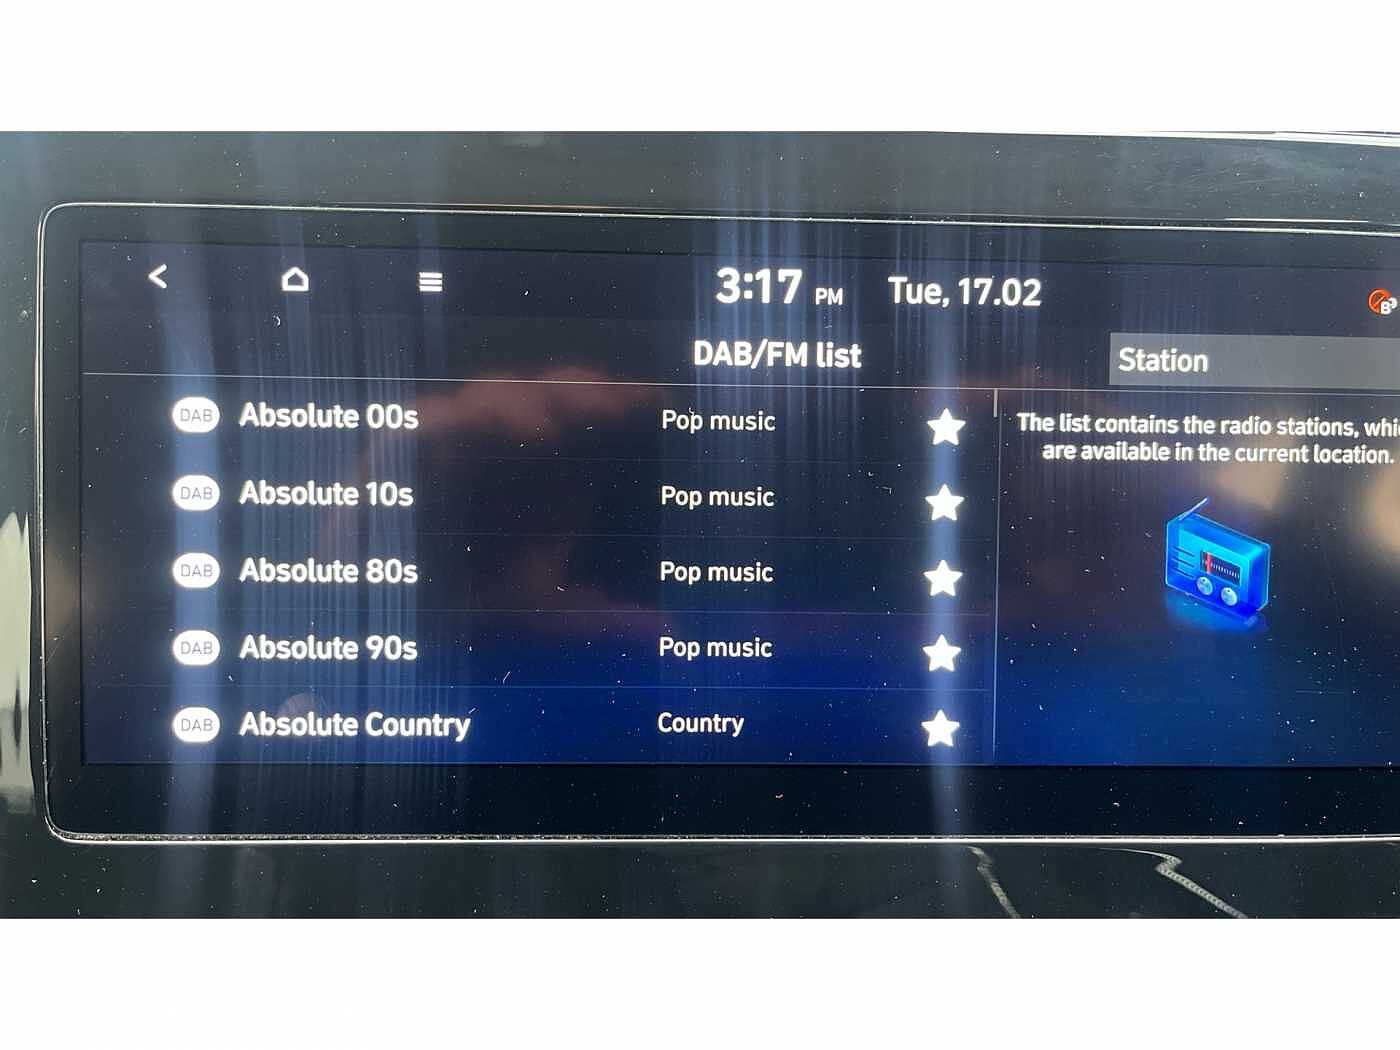 3:17 PM Tue, 17.02
DAB/FM list
Station
DAB Absolute 00s Pop music
DAB Absolute 10s Pop music
DAB Absolute 80s Pop music
DAB Absolute 90s Pop music
DAB Absolute Country Country
The list contains the radio stations,
are available in the current location.